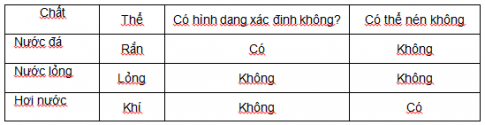 Chất Thể Có hình dạng xác định không? Có thể nén không
Nước đá Rắn Có Không
Nước lỏng Lỏng Không Không
Hơi nước Khí Không Có